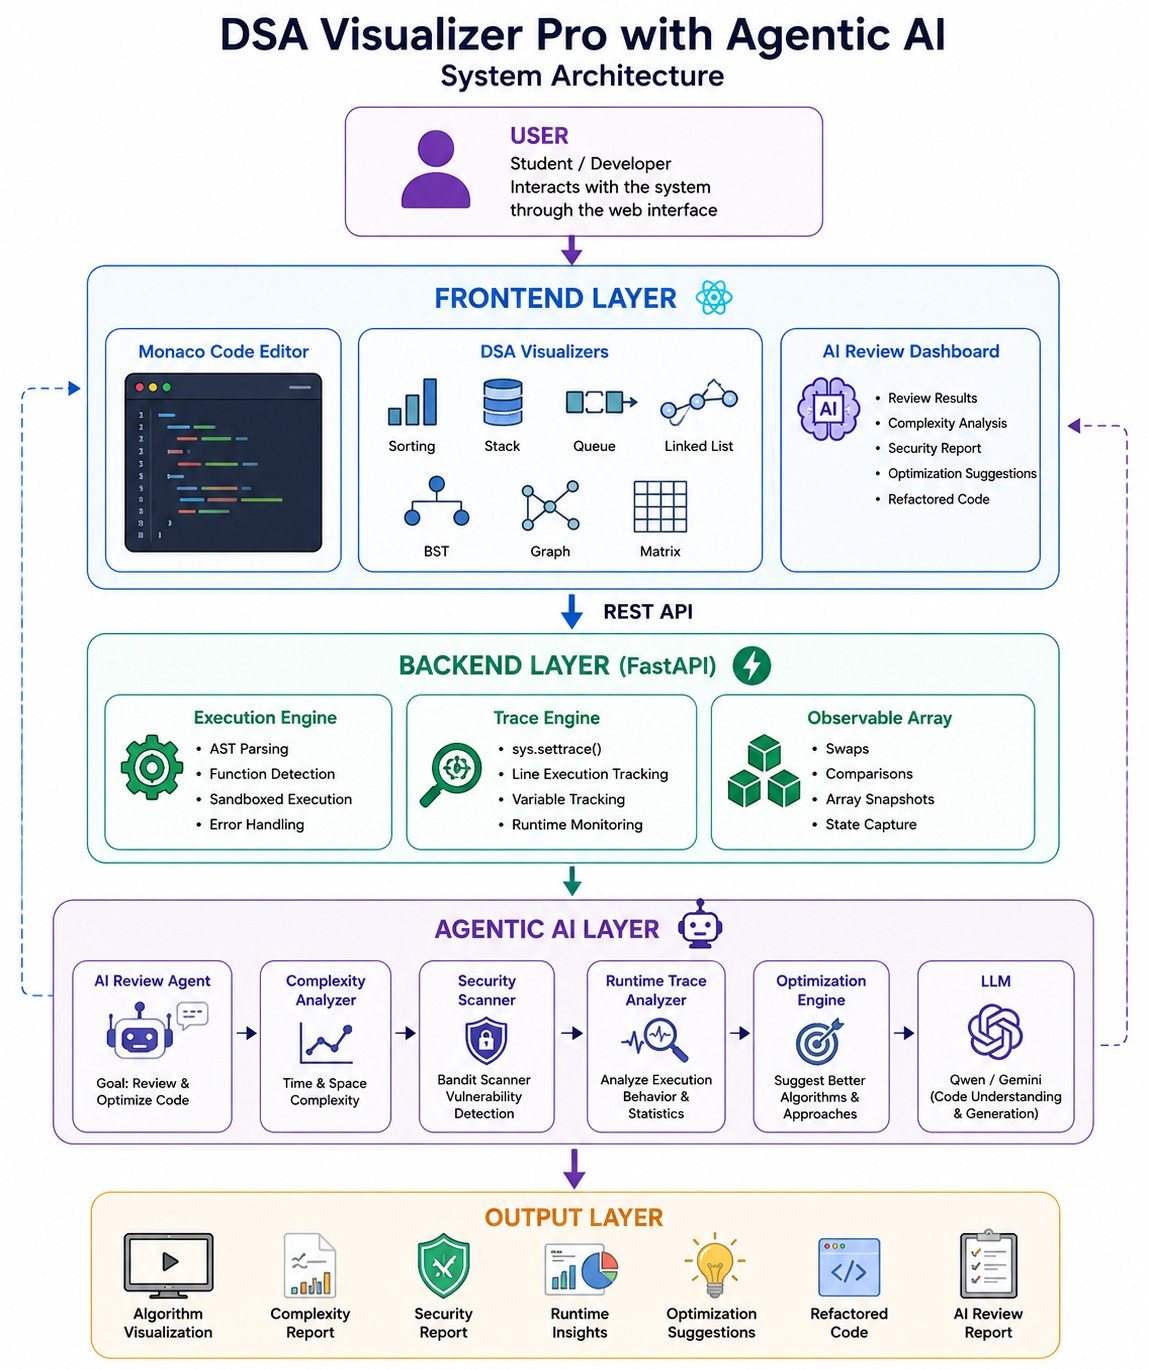 DSA Visualizer Pro with Agentic AI
System Architecture
USER
Student / Developer
Interacts with the system
through the web interface
FRONTEND LAYER
Monaco Code Editor
DSA Visualizers
Sorting
Stack
Queue
Linked List
BST
Graph
Matrix
AI Review Dashboard
AI
• Review Results
• Complexity Analysis
• Security Report
• Optimization Suggestions
• Refactored Code
REST API
BACKEND LAYER (FastAPI)
Execution Engine
• AST Parsing
• Function Detection
• Sandboxed Execution
• Error Handling
Trace Engine
• sys.settrace()
• Line Execution Tracking
• Variable Tracking
• Runtime Monitoring
Observable Array
• Swaps
• Comparisons
• Array Snapshots
• State Capture
AGENTIC AI LAYER
AI Review Agent
Goal: Review &
Optimize Code
Complexity
Analyzer
Time & Space
Complexity
Security
Scanner
Bandit Scanner
Vulnerability
Detection
Runtime Trace
Analyzer
Analyze Execution
Behavior &
Statistics
Optimization
Engine
Suggest Better
Algorithms &
Approaches
LLM
Qwen / Gemini
(Code Understanding
& Generation)
OUTPUT LAYER
Algorithm
Visualization
Complexity
Report
Security
Report
Runtime
Insights
Optimization
Suggestions
</>
Refactored
Code
AI Review
Report